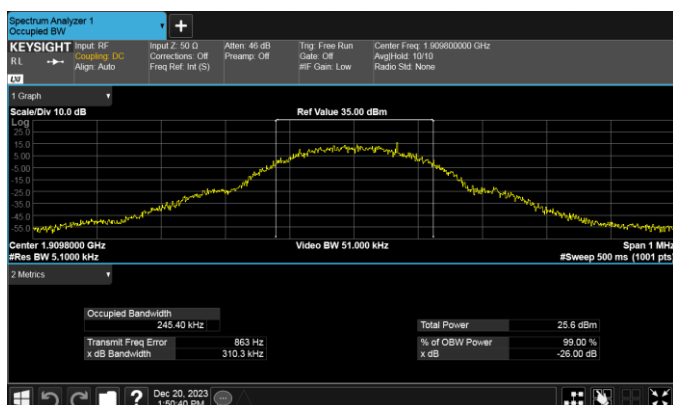 Spectrum Analyzer 1
Occupied BW
KEYSIGHT
R L
Input: RF
Coupling: DC
Align: Auto
Input Z: 50 Ω
Corrections: Off
Freq Ref: Int (S)
Atten: 46 dB
Preamp: Off
Trig: Free Run
Gate: Off
#IF Gain: Low
Center Freq: 1.909800000 GHz
Avg|Hold: 10/10
Radio Std: None
LXI
1 Graph
Scale/Div 10.0 dB
Ref Value 35.00 dBm
Log
25.0
15.0
5.00
-5.00
-15.0
-25.0
-35.0
-45.0
-55.0
Center 1.9098000 GHz
#Res BW 5.1000 kHz
Video BW 51.000 kHz
Span 1 MHz
#Sweep 500 ms (1001 pts)
2 Metrics
Occupied Bandwidth
245.40 kHz
Transmit Freq Error 863 Hz
x dB Bandwidth 310.3 kHz
Total Power 25.6 dBm
% of OBW Power 99.00 %
x dB -26.00 dB
?
Dec 20, 2023
1:50:40 PM